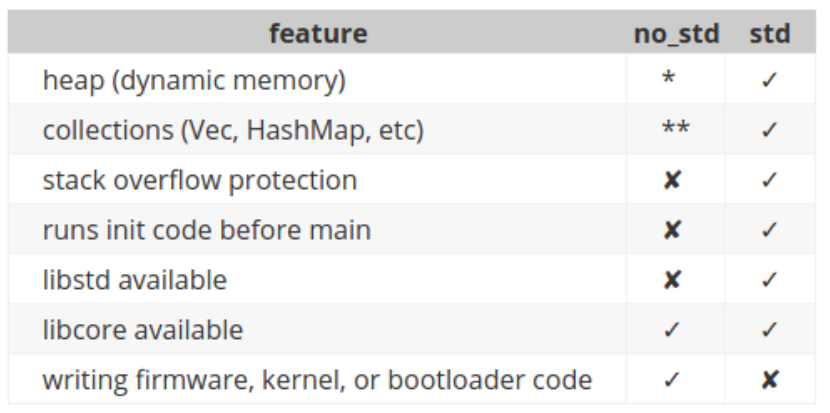 feature no_std std
heap (dynamic memory) * ✓
collections (Vec, HashMap, etc) ** ✓
stack overflow protection ✘ ✓
runs init code before main ✘ ✓
libstd available ✘ ✓
libcore available ✓ ✓
writing firmware, kernel, or bootloader code ✓ ✘